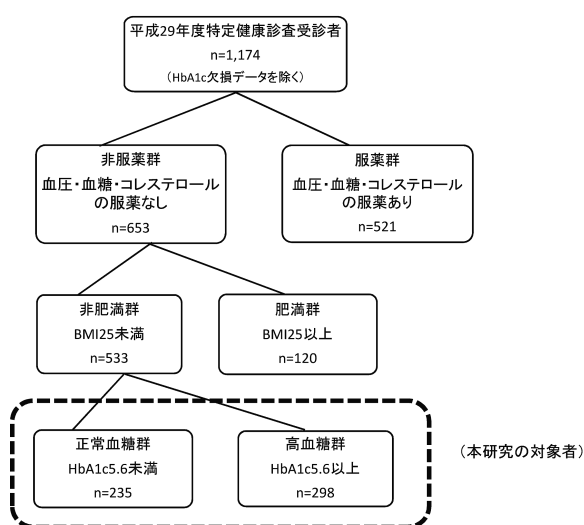 平成29年度特定健康診査受診者
n=1,174
（HbA1c欠損データを除く）
非服薬群
血圧・血糖・コレステロール
の服薬なし
n=653
服薬群
血圧・血糖・コレステロール
の服薬あり
n=521
非肥満群
BMI25未満
n=533
肥満群
BMI25以上
n=120
正常血糖群
HbA1c5.6未満
n=235
高血糖群
HbA1c5.6以上
n=298
（本研究の対象者）